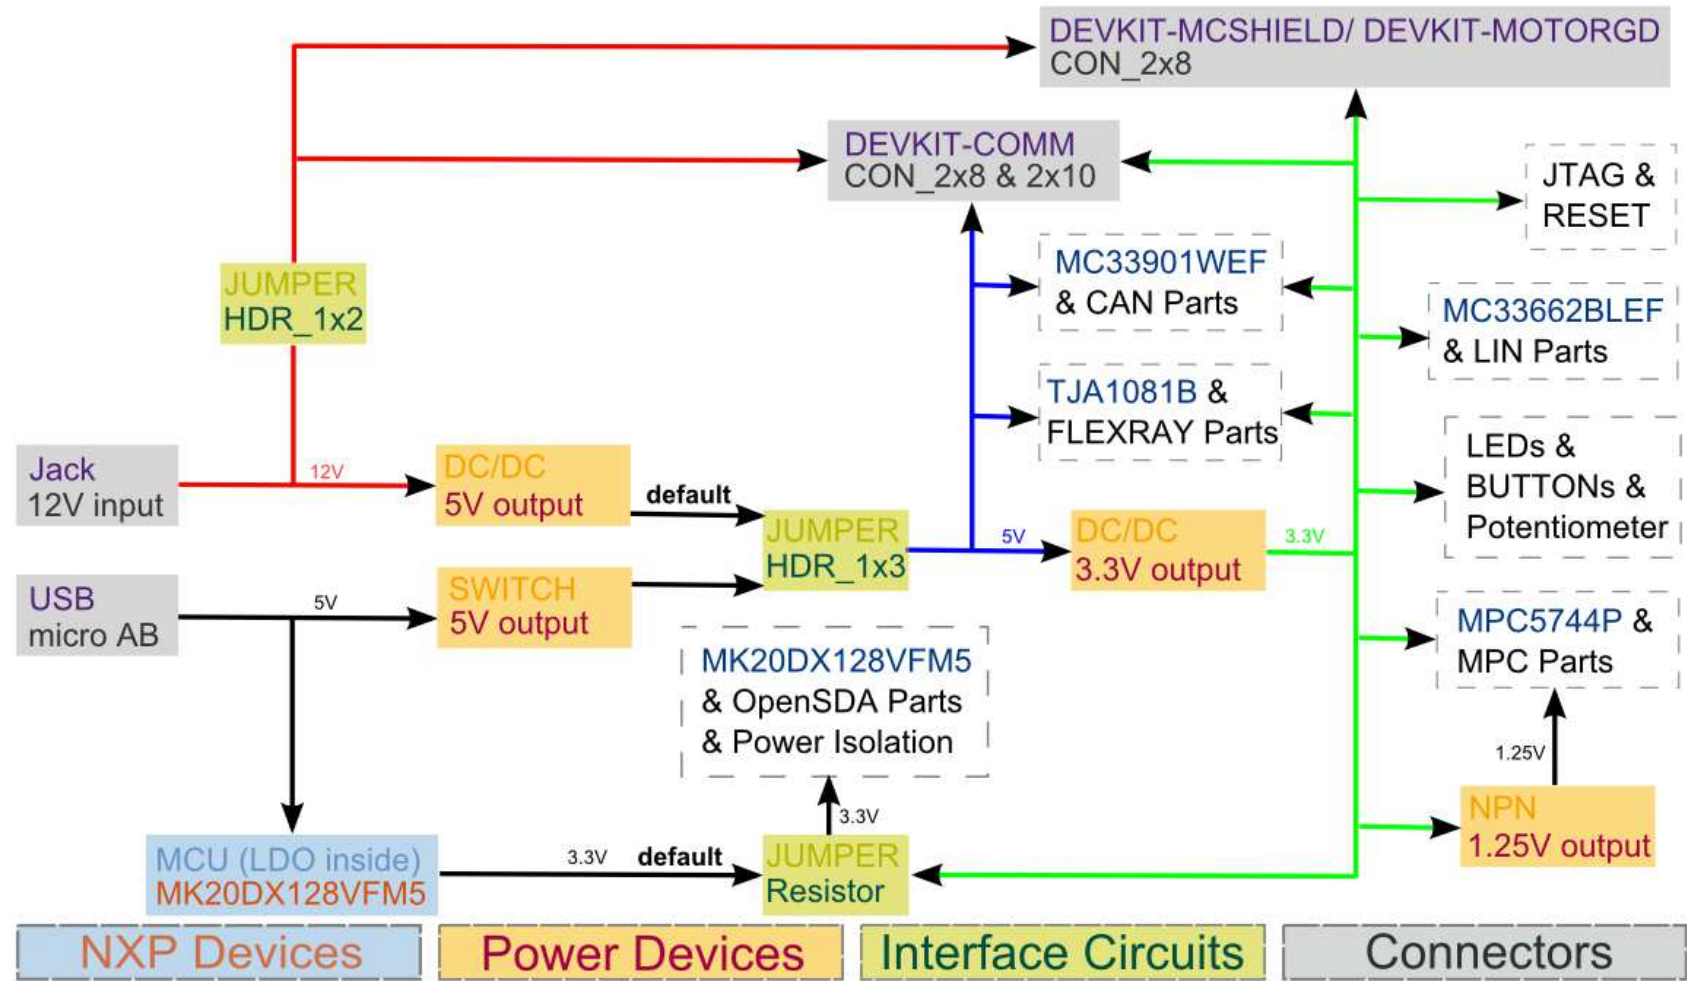 DEVKIT-MCSHIELD/ DEVKIT-MOTORGD
CON_2x8
DEVKIT-COMM
CON_2x8 & 2x10
JTAG &
RESET
MC33901WEF
& CAN Parts
JUMPER
HDR_1x2
MC33662BLEF
& LIN Parts
TJA1081B &
FLEXRAY Parts
LEDs &
BUTTONs &
Potentiometer
Jack
12V input
12V
DC/DC
5V output
default
JUMPER
HDR_1x3
5V
DC/DC
3.3V output
3.3V
USB
micro AB
5V
SWITCH
5V output
MPC5744P &
MPC Parts
MK20DX128VFM5
& OpenSDA Parts
& Power Isolation
1.25V
NPN
1.25V output
3.3V
MCU (LDO inside)
MK20DX128VFM5
3.3V
default
JUMPER
Resistor
NXP Devices
Power Devices
Interface Circuits
Connectors